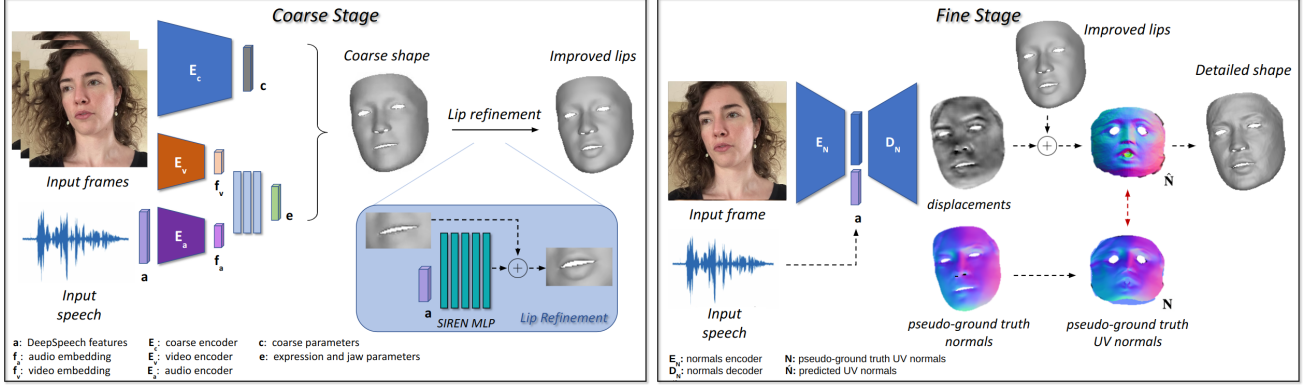 Coarse Stage
E_c
c
Input frames
E_v
f_v
e
E_a
f_a
a
Input
speech
Coarse shape
Improved lips
Lip refinement
a
SIREN MLP
Lip Refinement
a: DeepSpeech features
f_a: audio embedding
f_v: video embedding
E_c: coarse encoder
E_v: video encoder
E_a: audio encoder
c: coarse parameters
e: expression and jaw parameters
Fine Stage
Input frame
E_N
D_N
a
Input
speech
displacements
Improved lips
Detailed shape
N̂
N
pseudo-ground truth
normals
pseudo-ground truth
UV normals
E_N: normals encoder
D_N: normals decoder
N: pseudo-ground truth UV normals
N̂: predicted UV normals